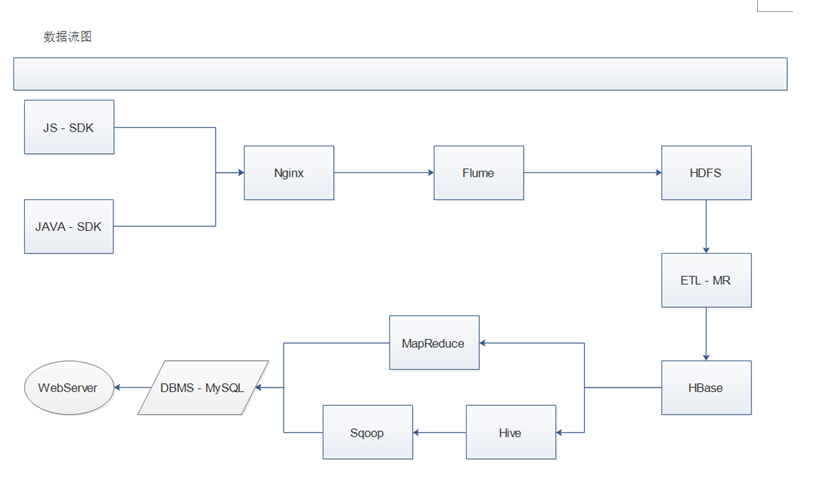 数据流图
JS - SDK
JAVA - SDK
Nginx
Flume
HDFS
ETL - MR
HBase
MapReduce
Hive
Sqoop
DBMS - MySQL
WebServer